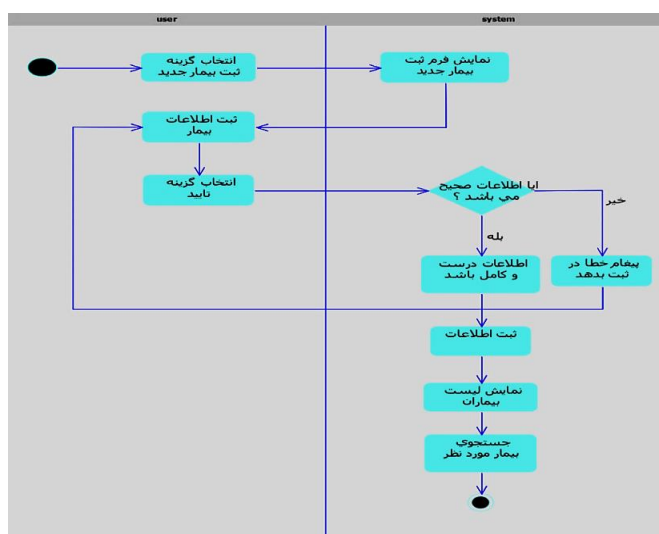 user
system
انتخاب گزینه
ثبت بیمار جدید
نمایش فرم ثبت
بیمار جدید
ثبت اطلاعات
بیمار
انتخاب گزینه
تایید
ایا اطلاعات صحیح
می باشد ؟
خیر
بله
اطلاعات درست
و کامل باشد
پیغام خطا در
ثبت بدهد
ثبت اطلاعات
نمایش لیست
بیمارات
جستجوي
بیمار مورد نظر